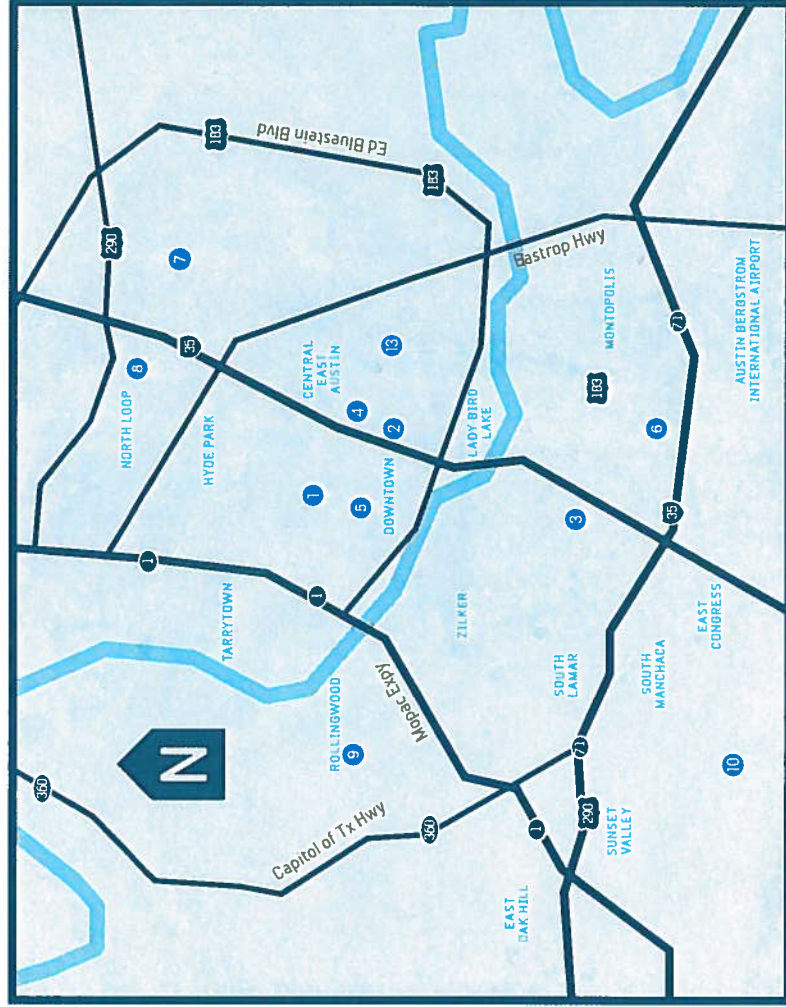 360
290
NORTH LOOP
8
1
7
N
35
HYDE PARK
183
TARRYTOWN
Capitol of Tx Hwy
ROLLINGWOOD
9
1
1
CENTRAL
EAST
AUSTIN
Ed Bluestein Blvd
5
4
DOWNTOWN
2
13
Mopac Expy
360
183
ZILKER
LADY BIRD
LAKE
EAST
OAK HILL
1
Bastrop Hwy
71
290
SOUTH
LAMAR
3
183
MONTOPOLIS
SUNSET
VALLEY
SOUTH
MANCHACA
6
35
71
EAST
CONGRESS
10
AUSTIN BERGSTROM
INTERNATIONAL AIRPORT